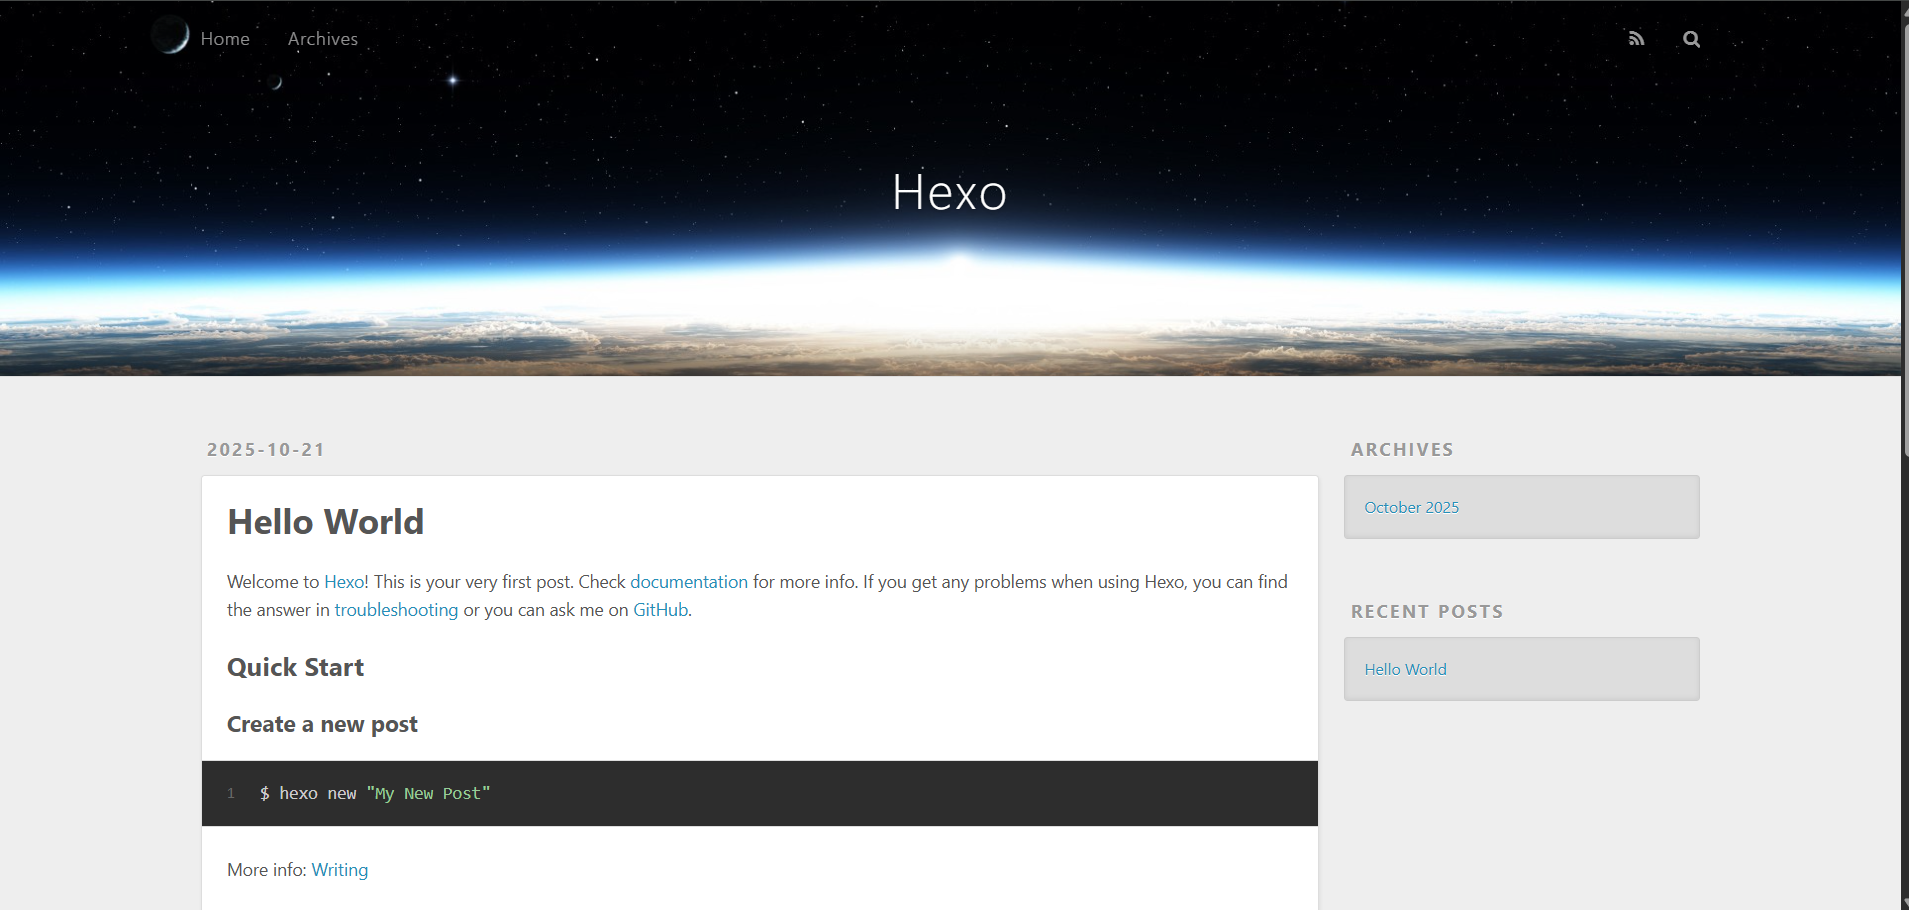 Home Archives
Hexo
2025-10-21
Hello World
Welcome to Hexo! This is your very first post. Check documentation for more info. If you get any problems when using Hexo, you can find
the answer in troubleshooting or you can ask me on GitHub.
Quick Start
Create a new post
1 $ hexo new "My New Post"
More info: Writing
ARCHIVES
October 2025
RECENT POSTS
Hello World